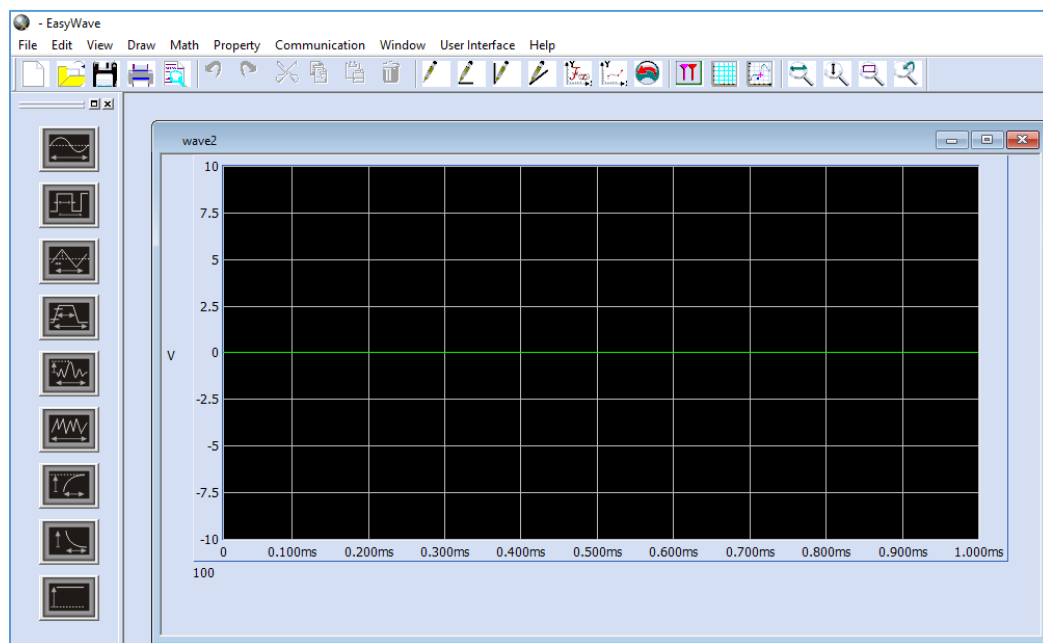 - EasyWave
File Edit View Draw Math Property Communication Window User Interface Help
wave2
10
7.5
5
2.5
V
0
-2.5
-5
-7.5
-10
0 0.100ms 0.200ms 0.300ms 0.400ms 0.500ms 0.600ms 0.700ms 0.800ms 0.900ms 1.000ms
100